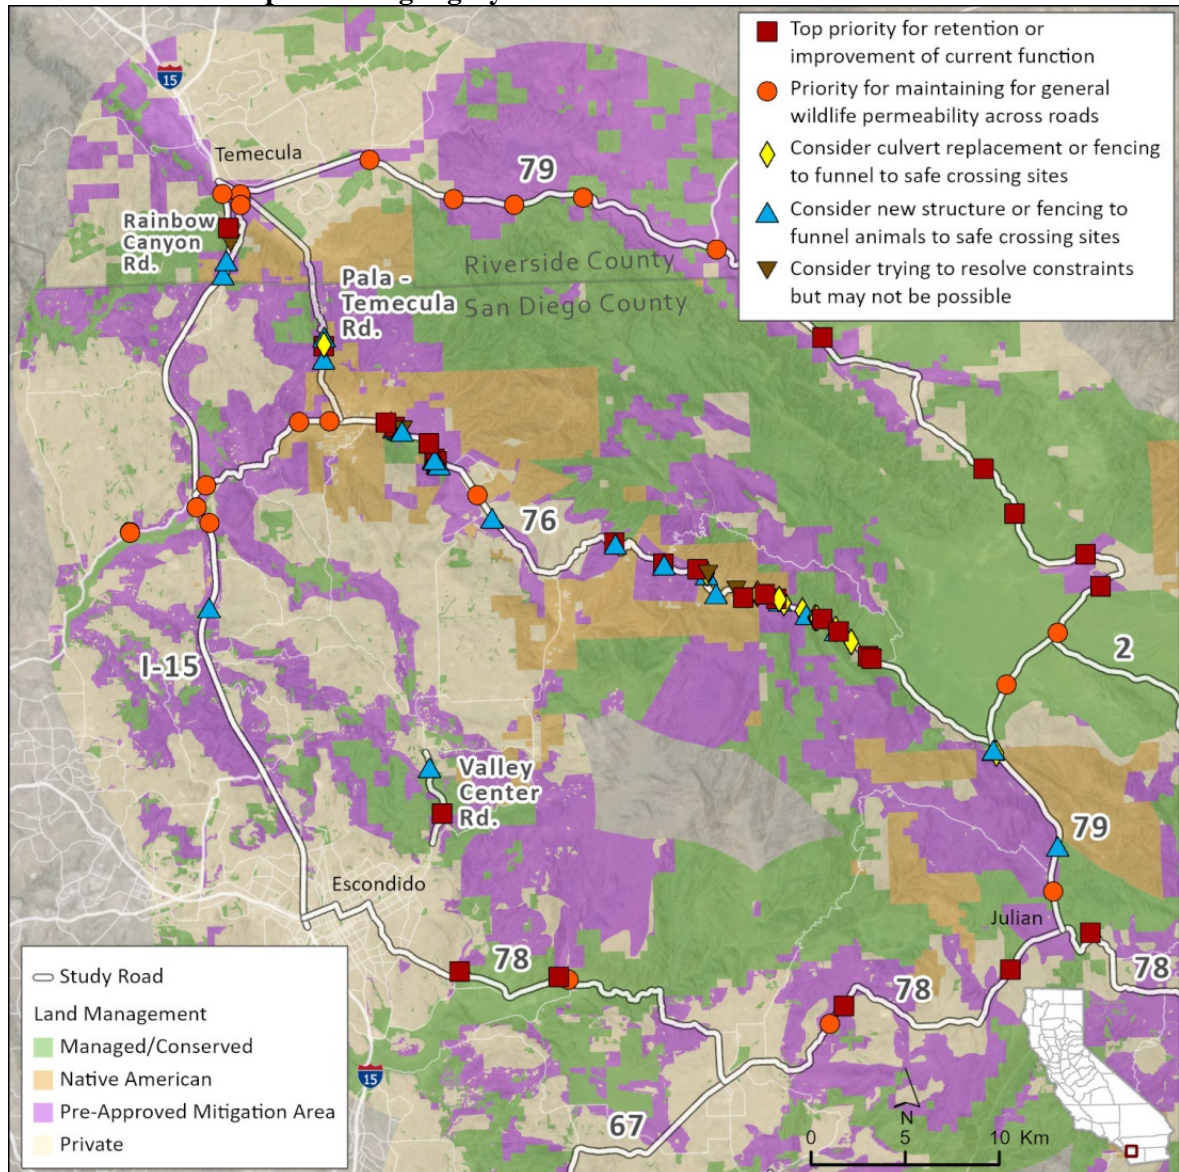 Top priority for retention or
improvement of current function
Priority for maintaining for general
wildlife permeability across roads
Consider culvert replacement or fencing
to funnel to safe crossing sites
Consider new structure or fencing to
funnel animals to safe crossing sites
Consider trying to resolve constraints
but may not be possible
15
Temecula
79
Rainbow
Canyon
Rd.
Riverside County
San Diego County
Pala -
Temecula
Rd.
76
I-15
2
Valley
Center
Rd.
79
Escondido
Julian
78
78
78
67
15
Study Road
Land Management
Managed/Conserved
Native American
Pre-Approved Mitigation Area
Private
N
0 5 10 Km